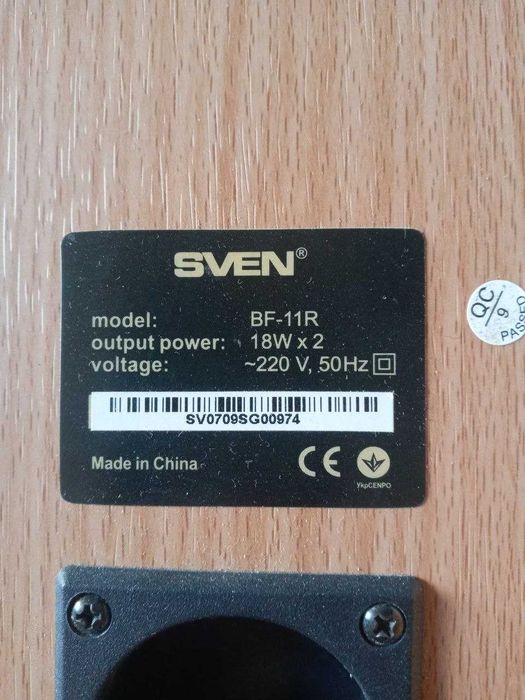 SVEN®
model: BF-11R
output power: 18W x 2
voltage: ~220 V, 50Hz
SV0709SG00974
Made in China
CE
УкрСЕПРО
QC
9
PASSED